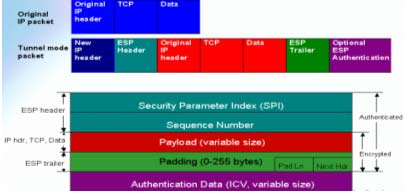 Original IP packet
Original IP header
TCP
Data
Tunnel mode packet
New IP header
ESP Header
Original IP header
TCP
Data
ESP Trailer
Optional ESP Authentication
ESP header
Security Parameter Index (SPI)
Sequence Number
Authenticated
IP hdr, TCP, Data
Payload (variable size)
Encrypted
ESP trailer
Padding (0-255 bytes)
Pad Ln
Next Hdr
Authentication Data (ICV, variable size)